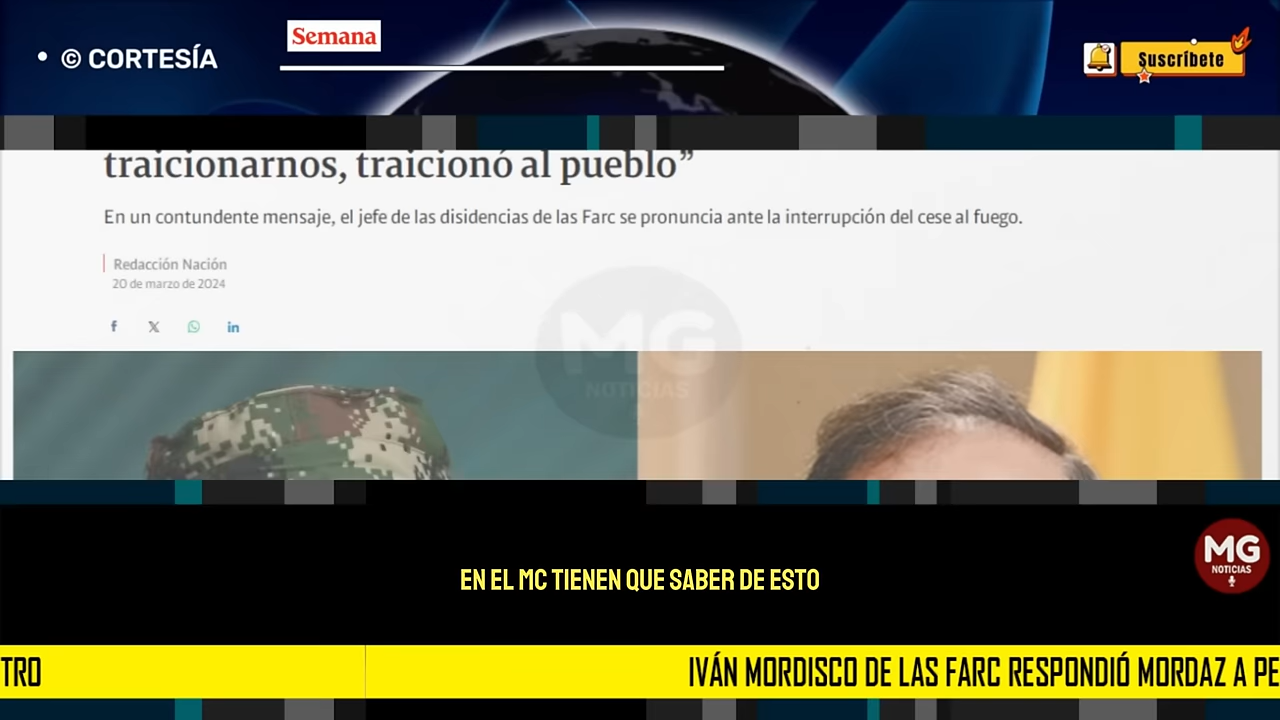 © CORTESÍA
Semana
Suscríbete
traicionarnos, traicionó al pueblo”
En un contundente mensaje, el jefe de las disidencias de las Farc se pronuncia ante la interrupción del cese al fuego.
Redacción Nación
20 de marzo de 2024
MG
NOTICIAS
EN EL MC TIENEN QUE SABER DE ESTO
MG
NOTICIAS
TRO
IVÁN MORDISCO DE LAS FARC RESPONDIÓ MORDAZ A PE